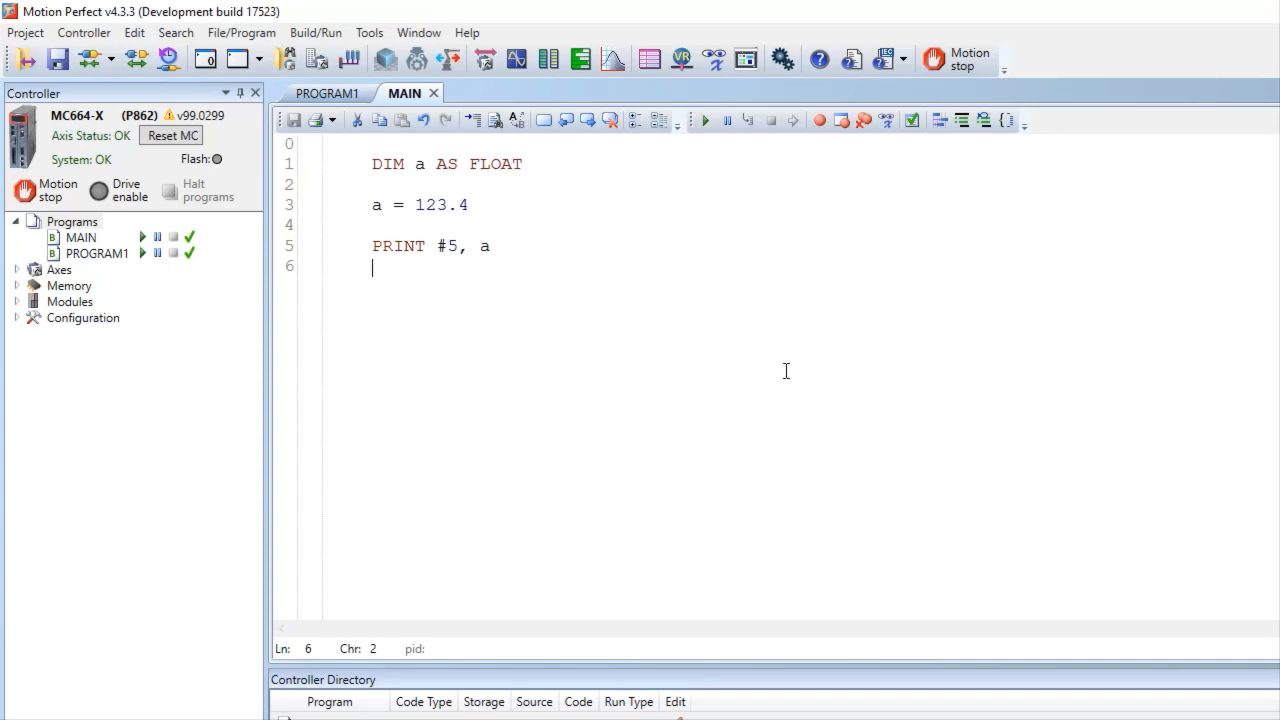 Motion Perfect v4.3.3 (Development build 17523)
Project Controller Edit Search File/Program Build/Run Tools Window Help
Motion
stop
Controller
MC664-X (P862) v99.0299
Axis Status: OK Reset MC
System: OK Flash:
Motion
stop
Drive
enable
Halt
programs
Programs
MAIN
PROGRAM1
Axes
Memory
Modules
Configuration
PROGRAM1 MAIN
0
1 DIM a AS FLOAT
2
3 a = 123.4
4
5 PRINT #5, a
6
Ln: 6 Chr: 2 pid:
Controller Directory
Program Code Type Storage Source Code Run Type Edit